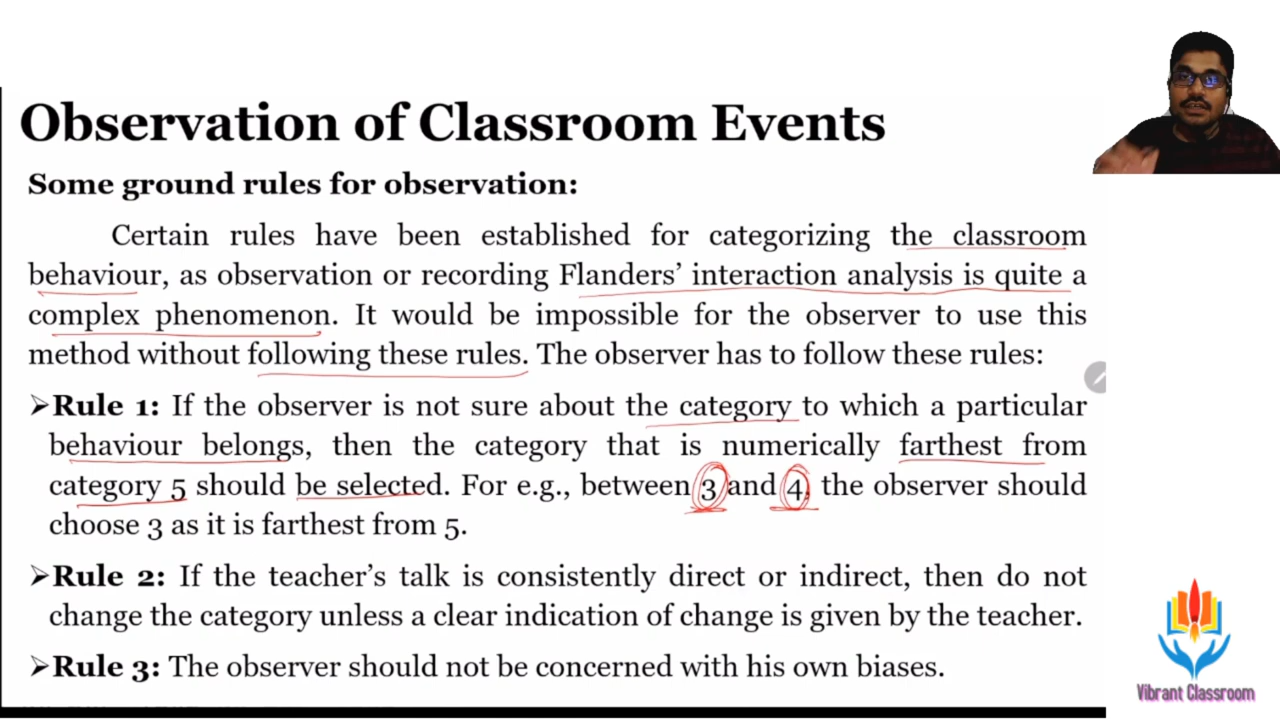 Observation of Classroom Events
Some ground rules for observation:
Certain rules have been established for categorizing the classroom
behaviour, as observation or recording Flanders’ interaction analysis is quite a
complex phenomenon. It would be impossible for the observer to use this
method without following these rules. The observer has to follow these rules:
➢Rule 1: If the observer is not sure about the category to which a particular
behaviour belongs, then the category that is numerically farthest from
category 5 should be selected. For e.g., between 3 and 4, the observer should
choose 3 as it is farthest from 5.
➢Rule 2: If the teacher’s talk is consistently direct or indirect, then do not
change the category unless a clear indication of change is given by the teacher.
➢Rule 3: The observer should not be concerned with his own biases.
Vibrant Classroom